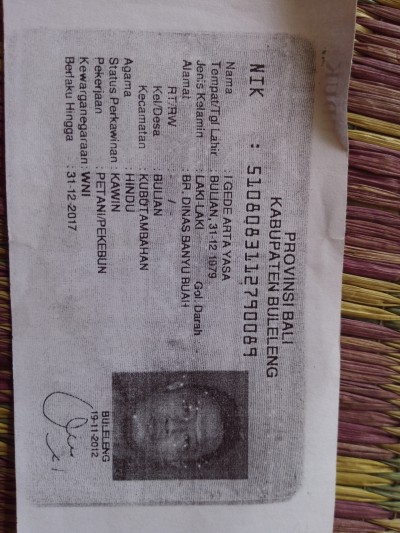 PROVINSI BALI
KABUPATEN BULELENG
NIK : 5108083112790089
Nama : I GEDE ARTA YASA
Tempat/Tgl Lahir : BULIAN, 31-12-1979
Jenis Kelamin : LAKI-LAKI Gol. Darah -
Alamat : BR. DINAS BANYU BUAH
RT/RW : /
Kel/Desa : BULIAN
Kecamatan : KUBUTAMBAHAN
Agama : HINDU
Status Perkawinan : KAWIN
Pekerjaan : PETANI/PEKEBUN
Kewarganegaraan : WNI
Berlaku Hingga : 31-12-2017
BULELENG
19-11-2012